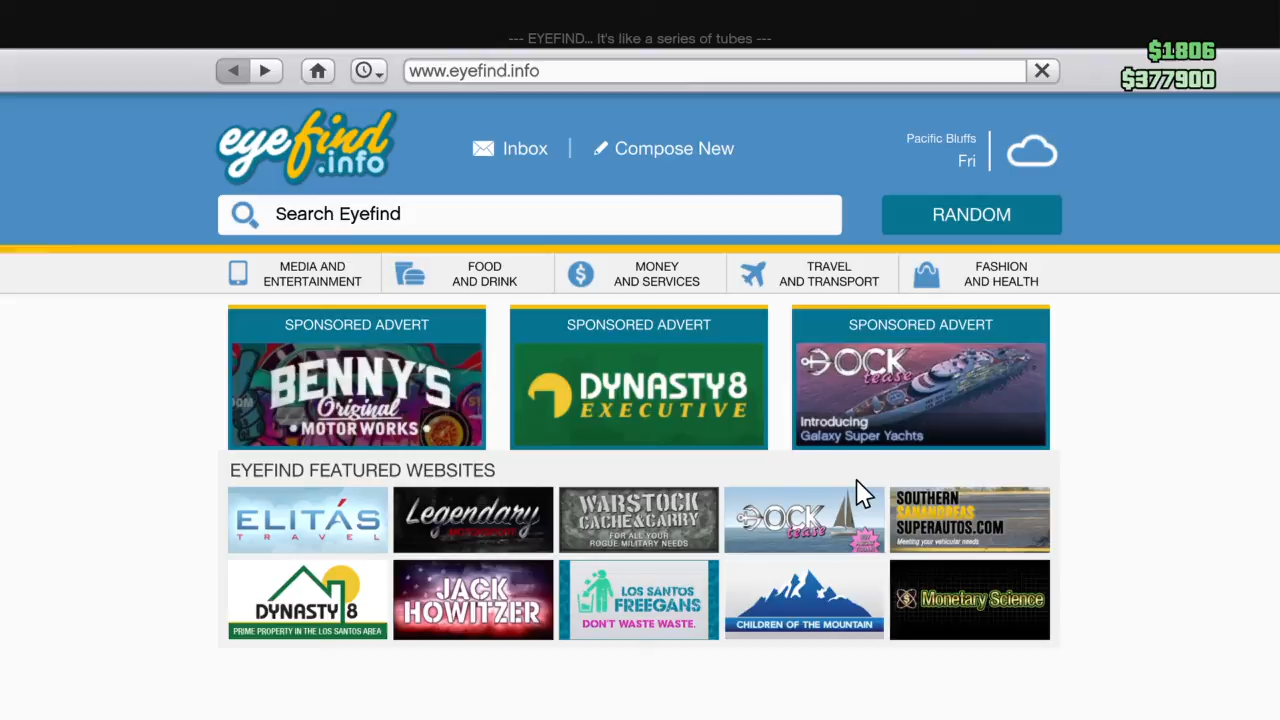 --- EYEFIND... It's like a series of tubes ---
$1806
www.eyefind.info
$377900
eyefind
.info
Inbox
Compose New
Pacific Bluffs
Fri
Search Eyefind
RANDOM
MEDIA AND
ENTERTAINMENT
FOOD
AND DRINK
MONEY
AND SERVICES
TRAVEL
AND TRANSPORT
FASHION
AND HEALTH
SPONSORED ADVERT
BENNY'S
Original
MOTOR WORKS
SPONSORED ADVERT
DYNASTY 8
EXECUTIVE
SPONSORED ADVERT
DOCK
tease
Introducing
Galaxy Super Yachts
EYEFIND FEATURED WEBSITES
ELITÁS
TRAVEL
Legendary
MOTORSPORT
WARSTOCK
CACHE & CARRY
FOR ALL YOUR
ROGUE MILITARY NEEDS
DOCK
tease
SOUTHERN
SANANDREAS
SUPERAUTOS.COM
Meeting your vehicular needs
DYNASTY 8
PRIME PROPERTY IN THE LOS SANTOS AREA
JACK
HOWITZER
LOS SANTOS
FREEGANS
DON'T WASTE WASTE.
CHILDREN OF THE MOUNTAIN
Monetary Science